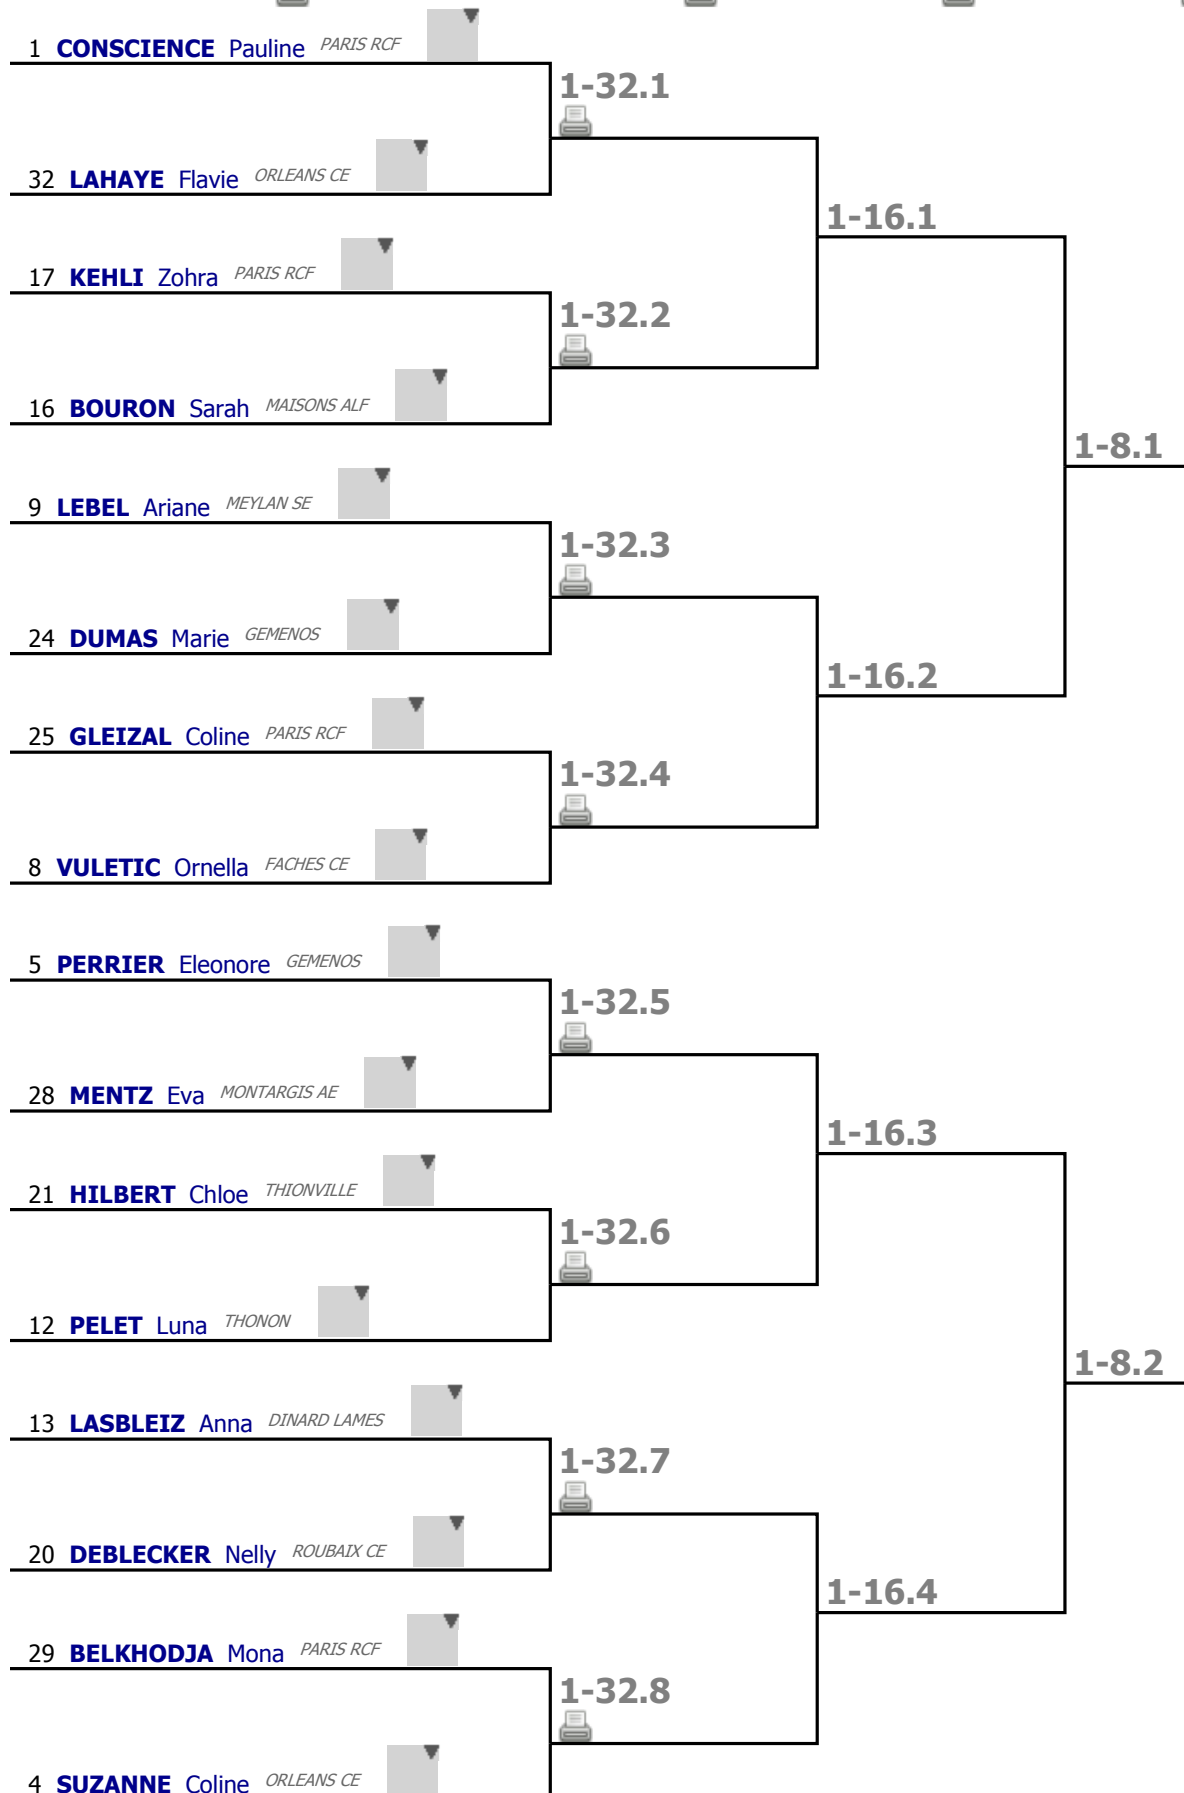 1 CONSCIENCE Pauline PARIS RCF
1-32.1
32 LAHAYE Flavie ORLEANS CE
1-16.1
17 KEHLI Zohra PARIS RCF
1-32.2
16 BOURON Sarah MAISONS ALF
1-8.1
9 LEBEL Ariane MEYLAN SE
1-32.3
24 DUMAS Marie GEMENOS
1-16.2
25 GLEIZAL Coline PARIS RCF
1-32.4
8 VULETIC Ornella FACHES CE
5 PERRIER Eleonore GEMENOS
1-32.5
28 MENTZ Eva MONTARGIS AE
1-16.3
21 HILBERT Chloe THIONVILLE
1-32.6
12 PELET Luna THONON
1-8.2
13 LASBLEIZ Anna DINARD LAMES
1-32.7
20 DEBLECKER Nelly ROUBAIX CE
1-16.4
29 BELKHODJA Mona PARIS RCF
1-32.8
4 SUZANNE Coline ORLEANS CE